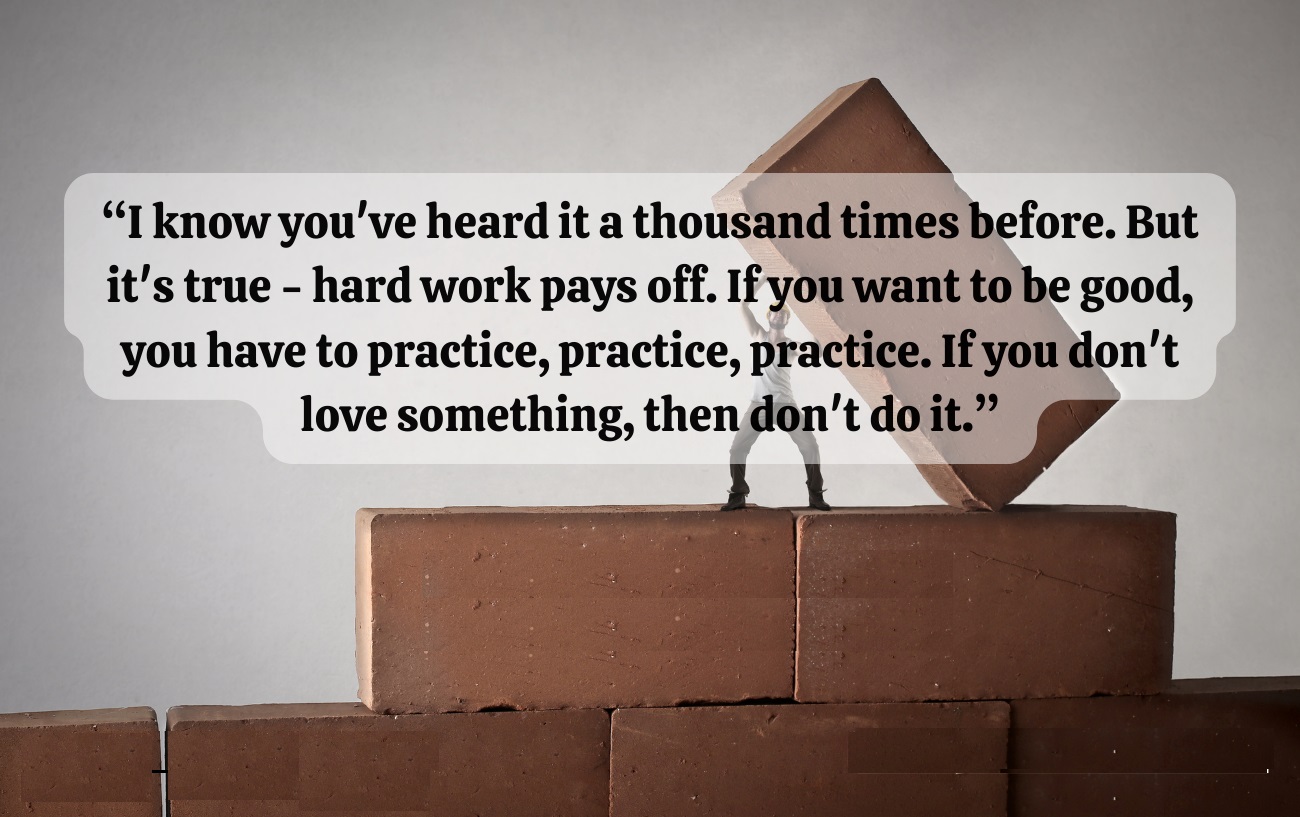 “I know you've heard it a thousand times before. But
it's true - hard work pays off. If you want to be good,
you have to practice, practice, practice. If you don't
love something, then don't do it.”